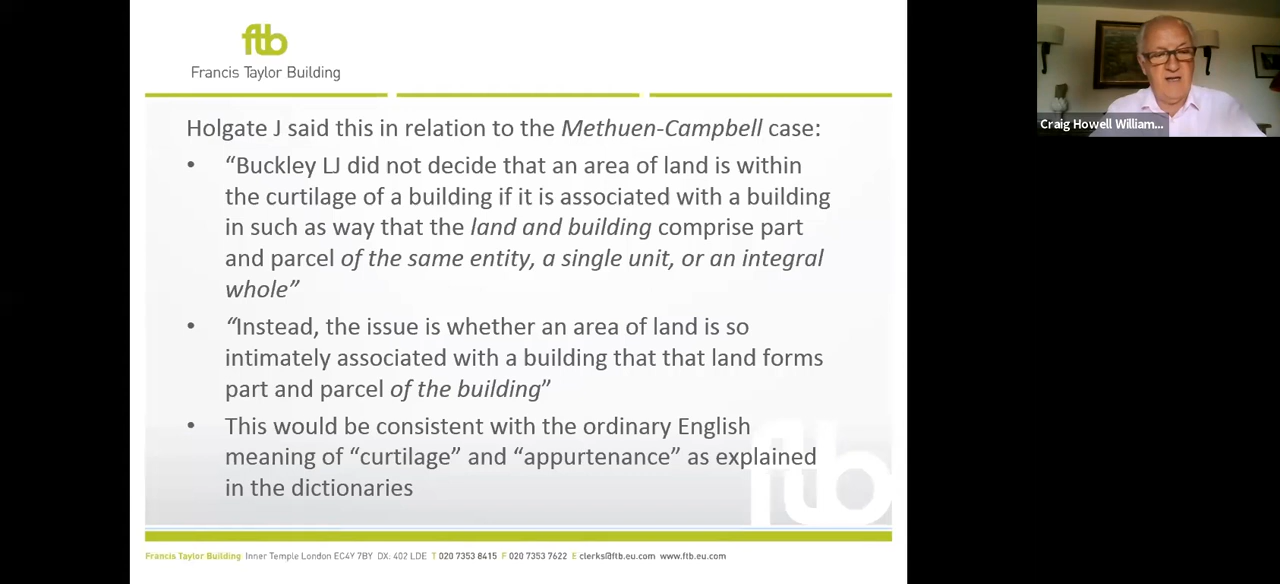 ftb
Francis Taylor Building
Craig Howell William...
Holgate J said this in relation to the Methuen-Campbell case:
• “Buckley LJ did not decide that an area of land is within
the curtilage of a building if it is associated with a building
in such as way that the land and building comprise part
and parcel of the same entity, a single unit, or an integral
whole”
• “Instead, the issue is whether an area of land is so
intimately associated with a building that that land forms
part and parcel of the building”
• This would be consistent with the ordinary English
meaning of “curtilage” and “appurtenance” as explained
in the dictionaries
ftb
Francis Taylor Building Inner Temple London EC4Y 7BY DX: 402 LDE T 020 7353 8415 F 020 7353 7622 E clerks@ftb.eu.com www.ftb.eu.com